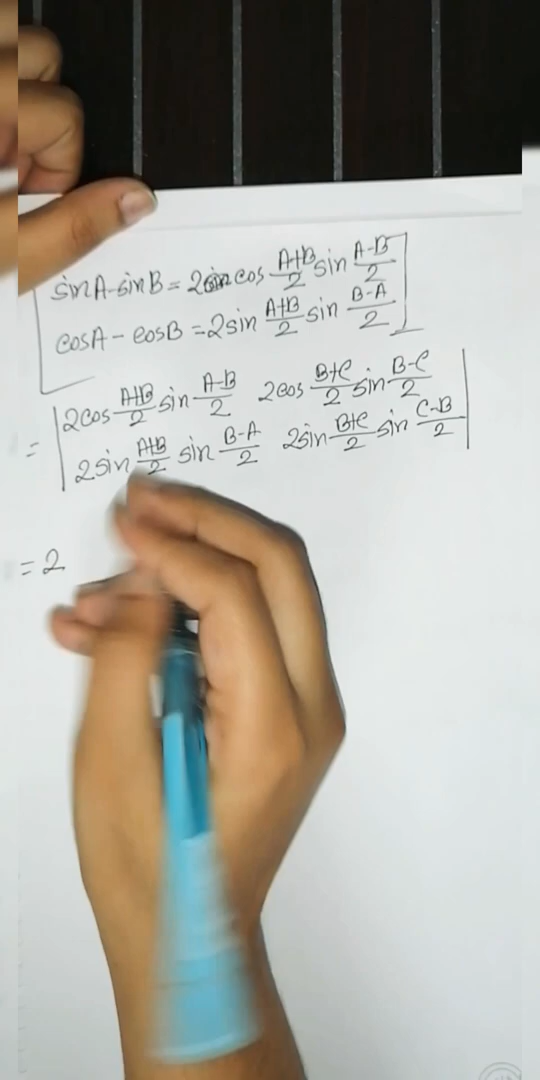 sinA-sinB = 2cos A+B/2 sin A-B/2
cosA - cosB = 2sin A+B/2 sin B-A/2
= | 2cos A+B/2 sin A-B/2 2cos B+C/2 sin B-C/2 |
| 2sin A+B/2 sin B-A/2 2sin B+C/2 sin C-B/2 |
= 2